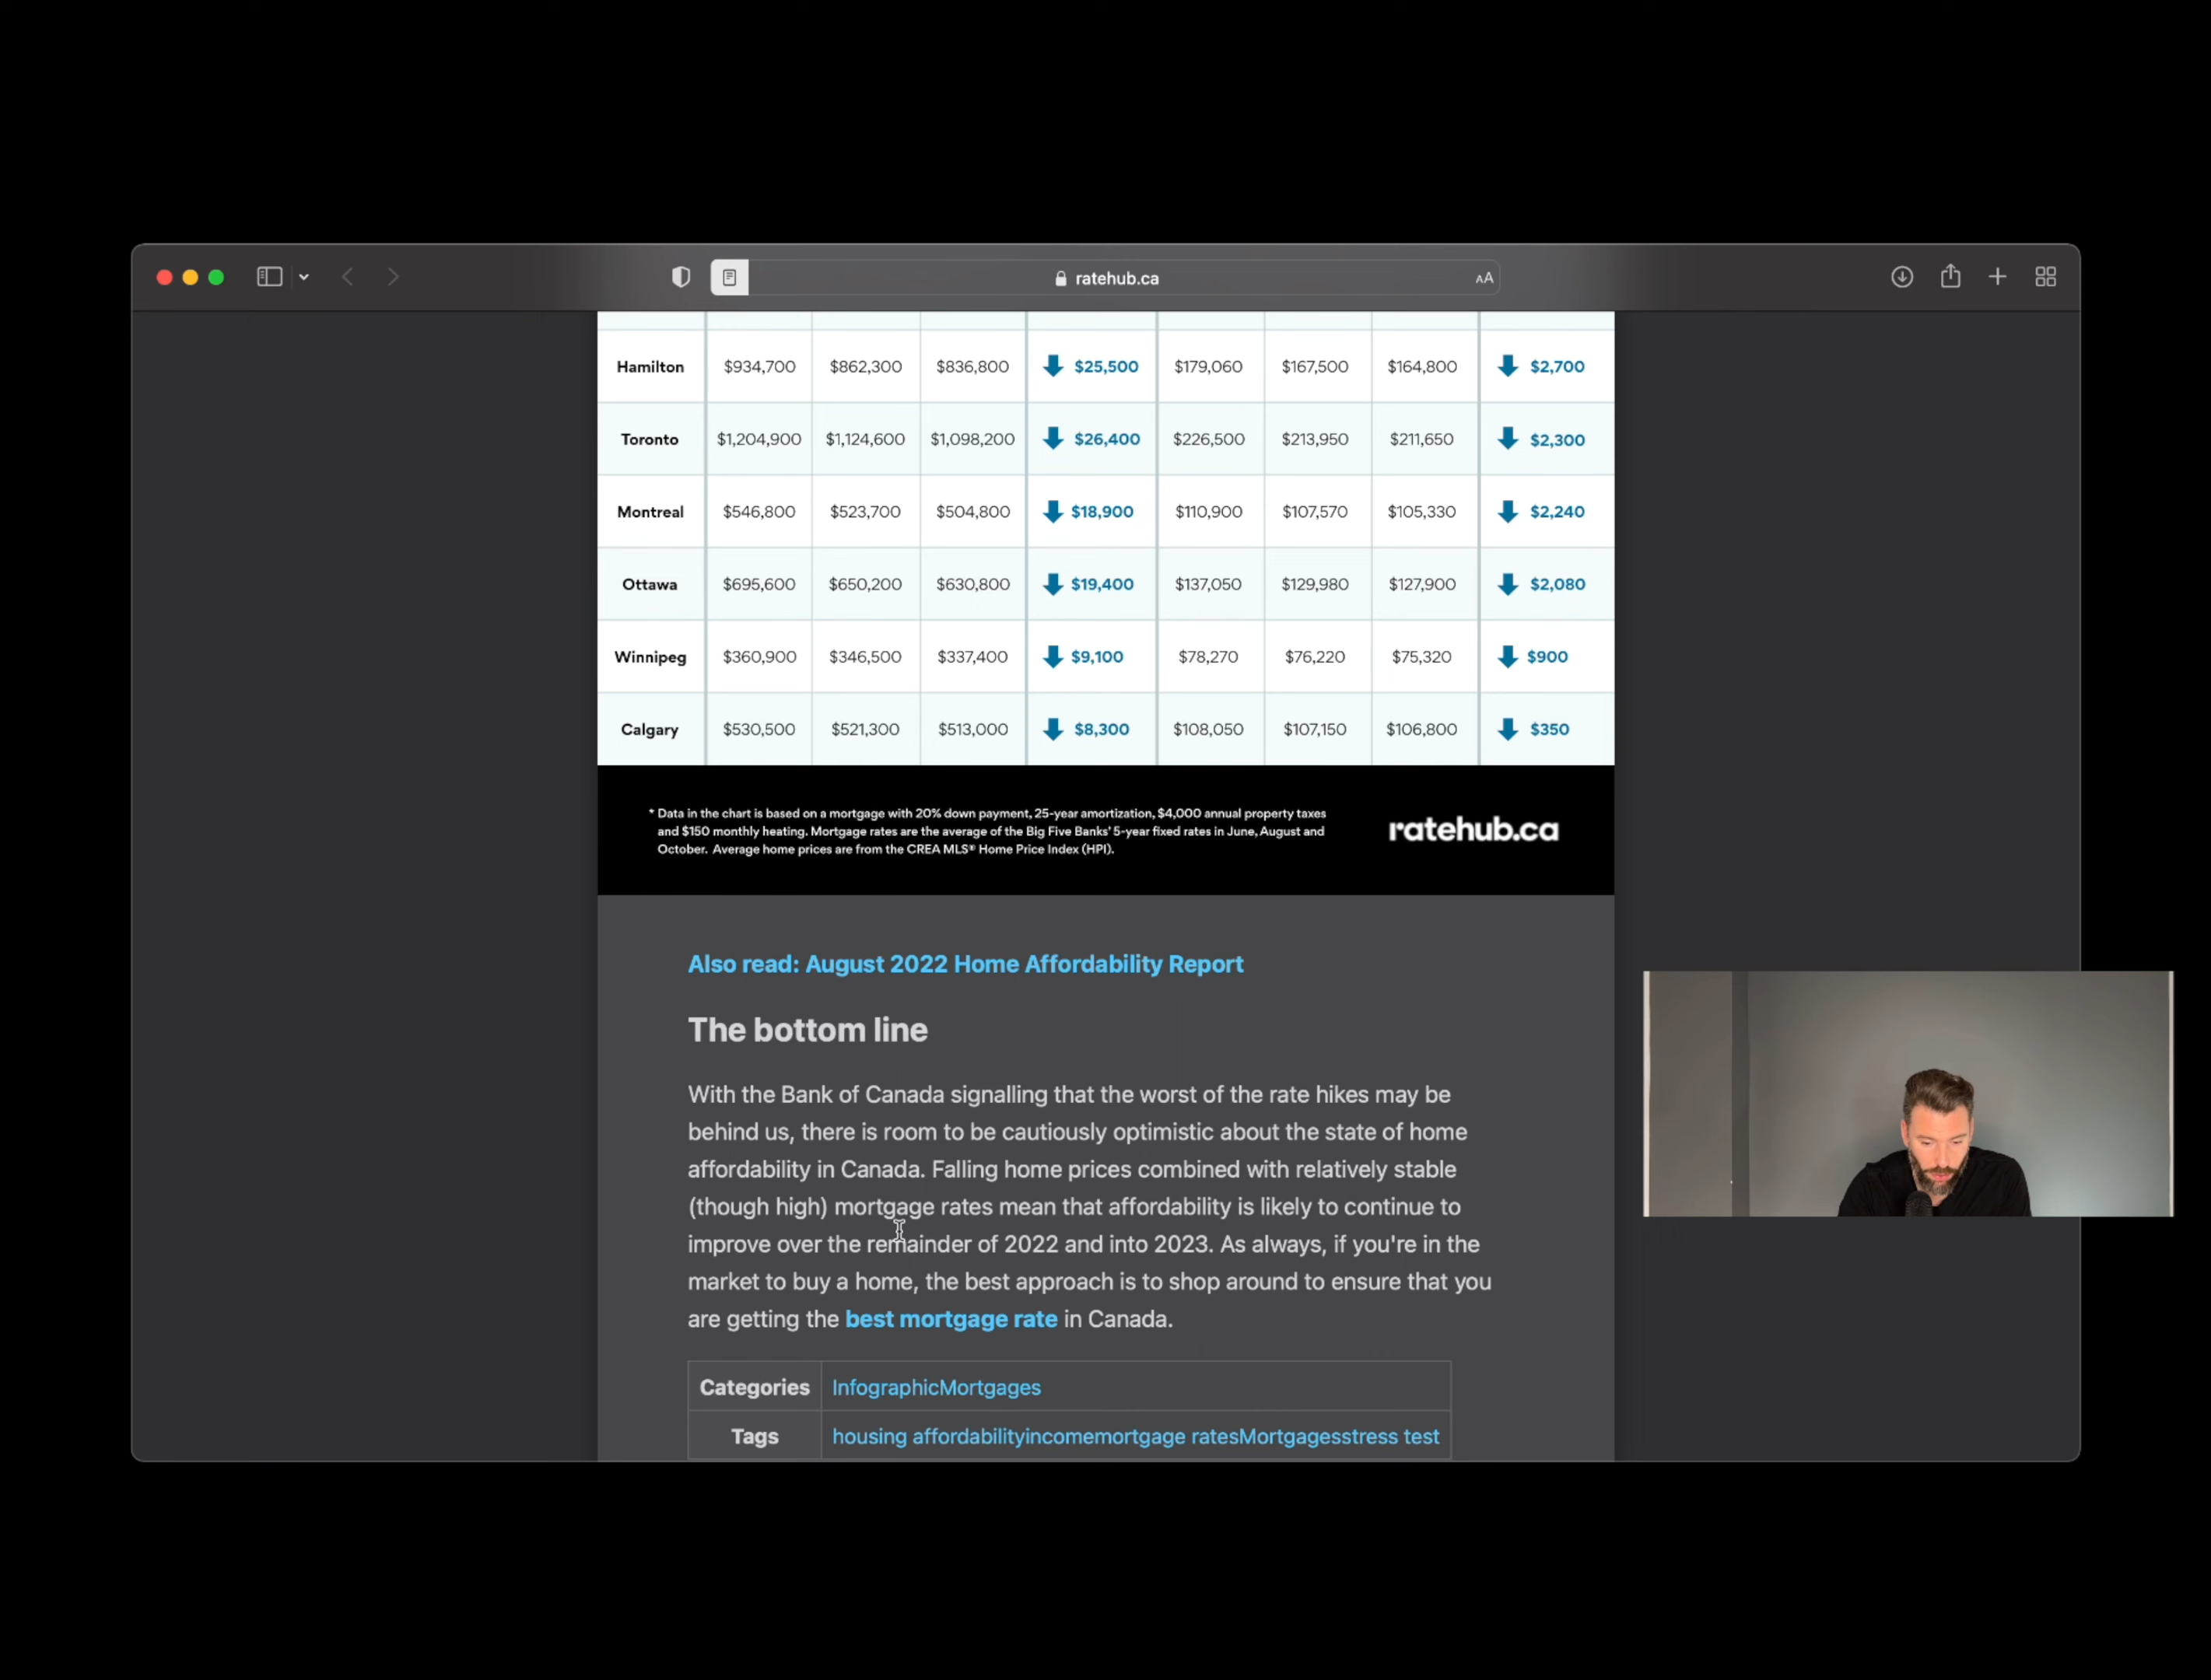 ratehub.ca
AA
Hamilton $934,700 $862,300 $836,800 $25,500 $179,060 $167,500 $164,800 $2,700
Toronto $1,204,900 $1,124,600 $1,098,200 $26,400 $226,500 $213,950 $211,650 $2,300
Montreal $546,800 $523,700 $504,800 $18,900 $110,900 $107,570 $105,330 $2,240
Ottawa $695,600 $650,200 $630,800 $19,400 $137,050 $129,980 $127,900 $2,080
Winnipeg $360,900 $346,500 $337,400 $9,100 $78,270 $76,220 $75,320 $900
Calgary $530,500 $521,300 $513,000 $8,300 $108,050 $107,150 $106,800 $350
* Data in the chart is based on a mortgage with 20% down payment, 25-year amortization, $4,000 annual property taxes
and $150 monthly heating. Mortgage rates are the average of the Big Five Banks' 5-year fixed rates in June, August and
October. Average home prices are from the CREA MLS® Home Price Index (HPI).
ratehub.ca
Also read: August 2022 Home Affordability Report
The bottom line
With the Bank of Canada signalling that the worst of the rate hikes may be
behind us, there is room to be cautiously optimistic about the state of home
affordability in Canada. Falling home prices combined with relatively stable
(though high) mortgage rates mean that affordability is likely to continue to
improve over the remainder of 2022 and into 2023. As always, if you're in the
market to buy a home, the best approach is to shop around to ensure that you
are getting the best mortgage rate in Canada.
Categories InfographicMortgages
Tags housing affordabilityincomemortgage ratesMortgagesstress test